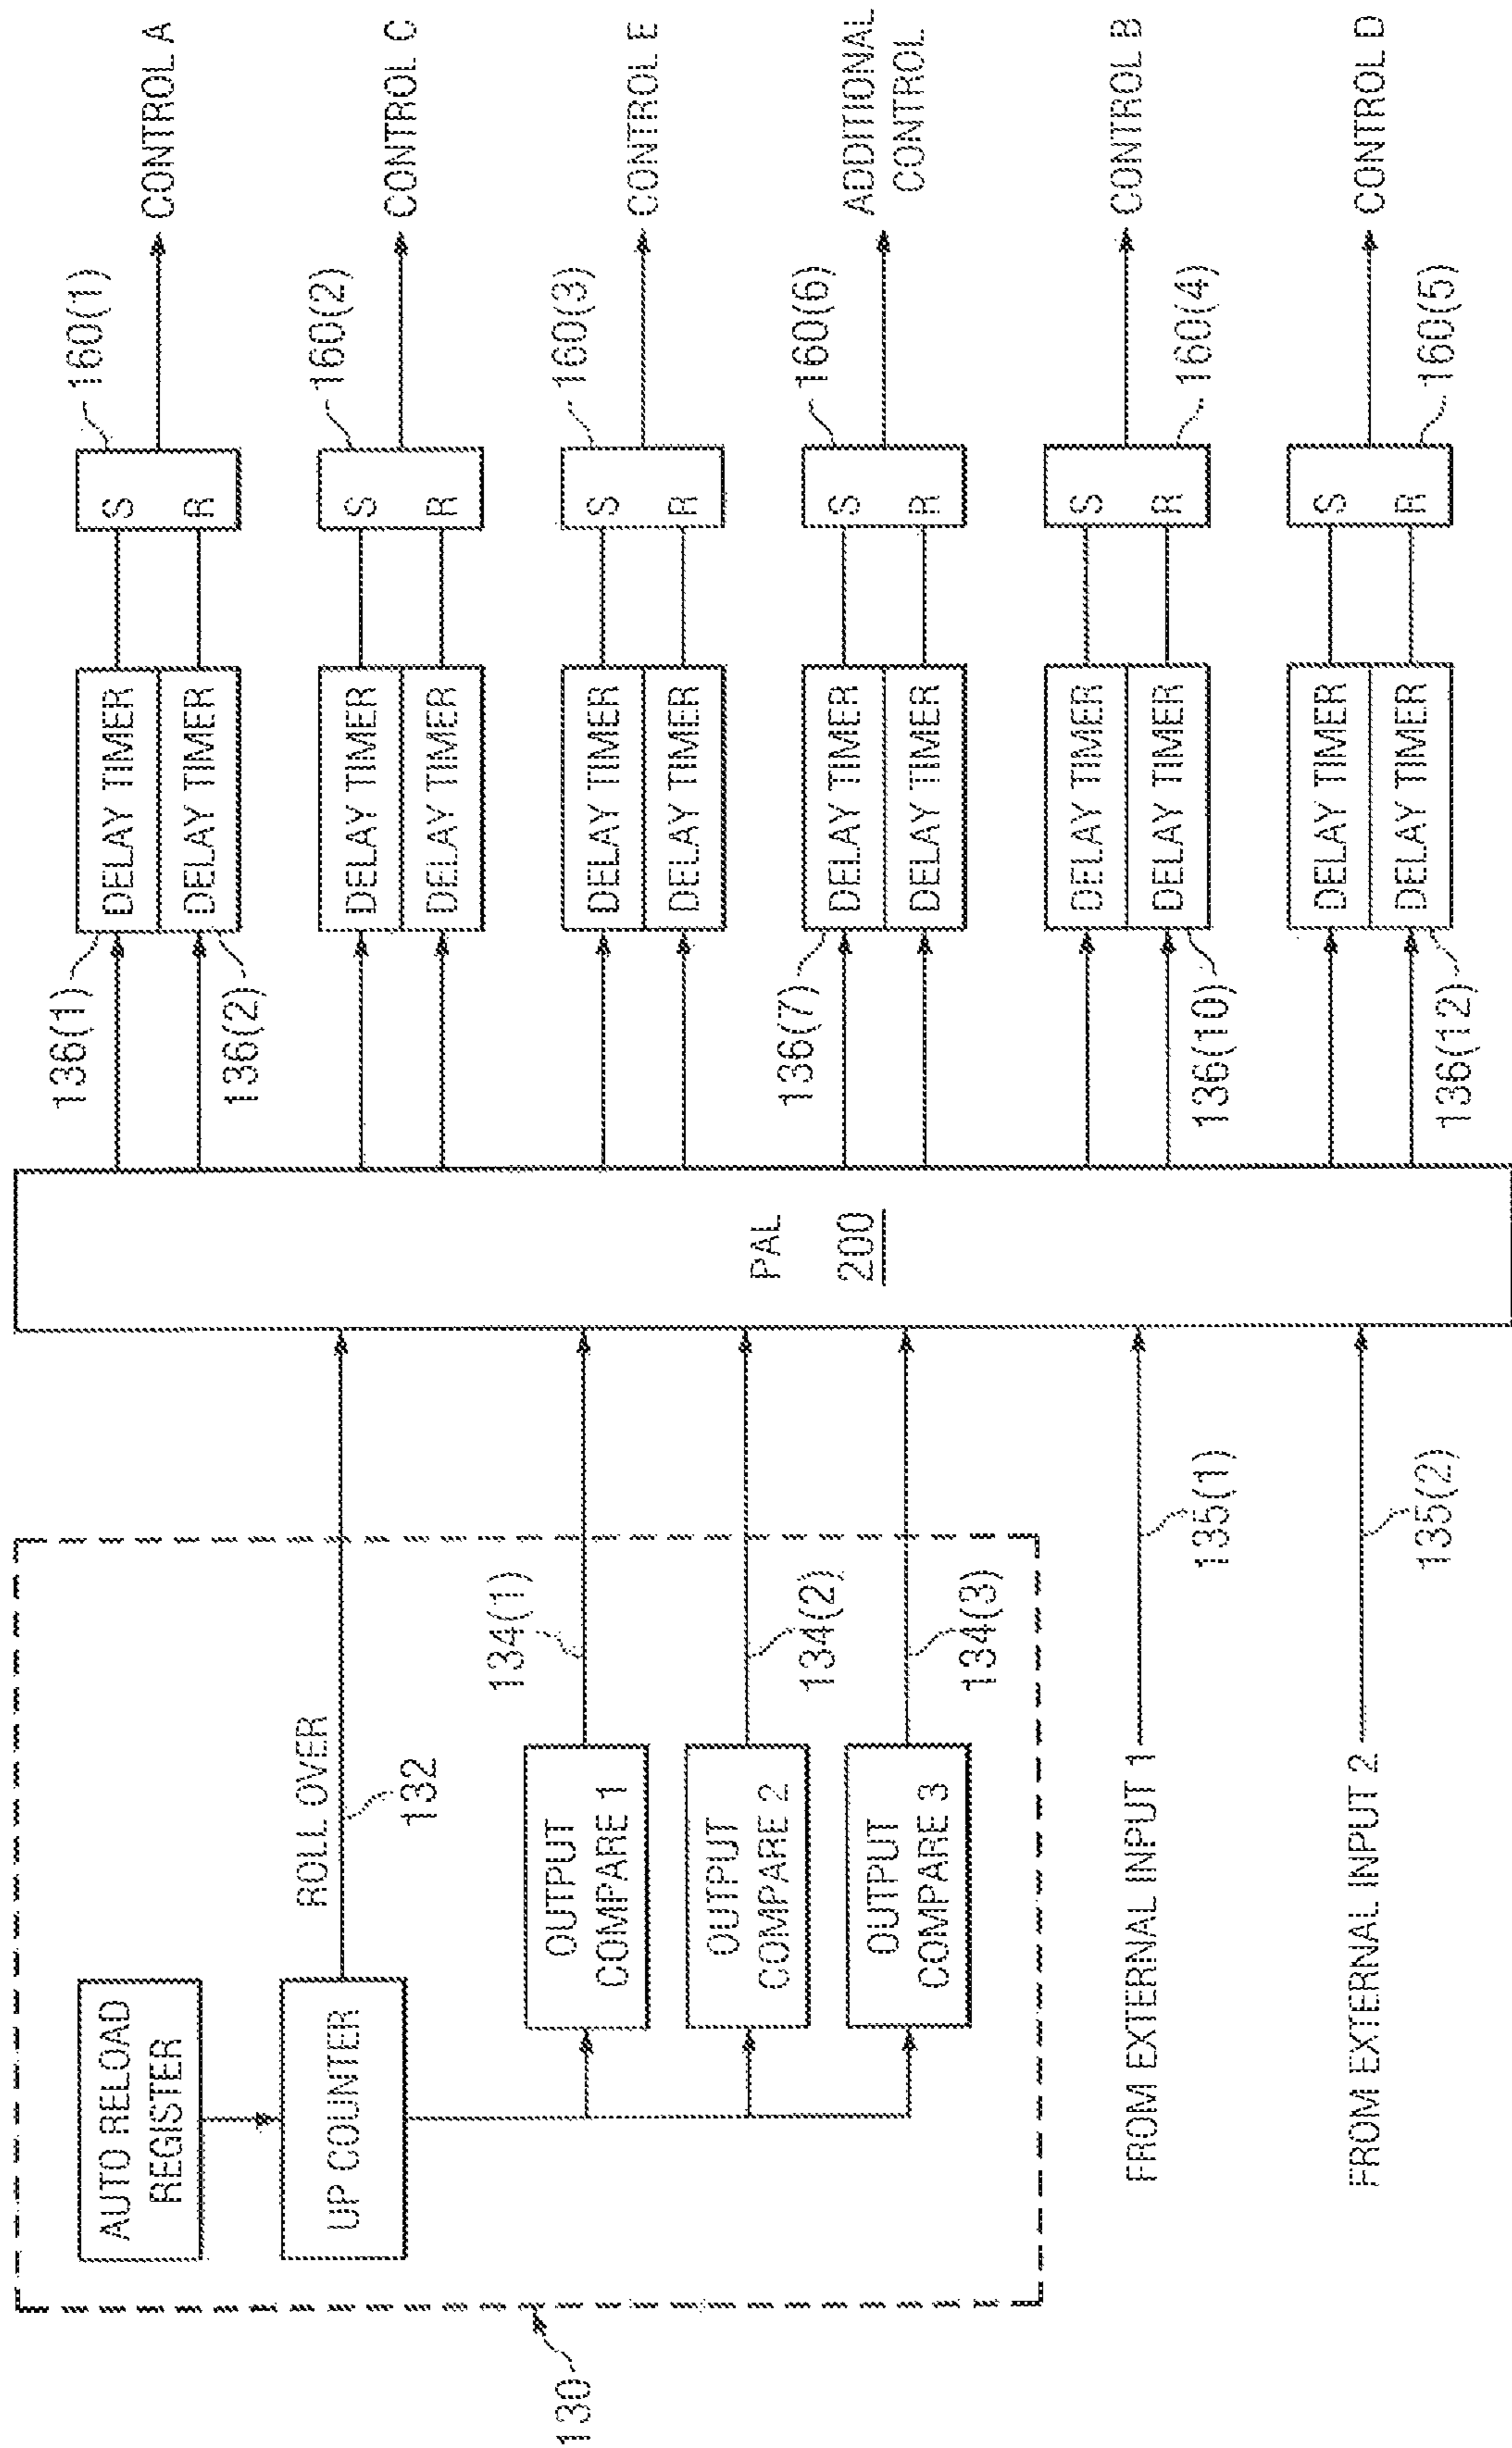 130
AUTO RELOAD
REGISTER
UP COUNTER
ROLL OVER
132
OUTPUT
COMPARE 1
134(1)
OUTPUT
COMPARE 2
134(2)
OUTPUT
COMPARE 3
134(3)
FROM EXTERNAL INPUT 1
135(1)
FROM EXTERNAL INPUT 2
135(2)
PAL
200
136(1)
DELAY TIMER
DELAY TIMER
136(2)
S
R
160(1)
CONTROL A
DELAY TIMER
DELAY TIMER
S
R
160(2)
CONTROL C
DELAY TIMER
DELAY TIMER
S
R
160(3)
CONTROL E
136(7)
DELAY TIMER
DELAY TIMER
S
R
160(6)
ADDITIONAL
CONTROL
DELAY TIMER
DELAY TIMER
136(10)
S
R
160(4)
CONTROL B
DELAY TIMER
DELAY TIMER
136(12)
S
R
160(5)
CONTROL D